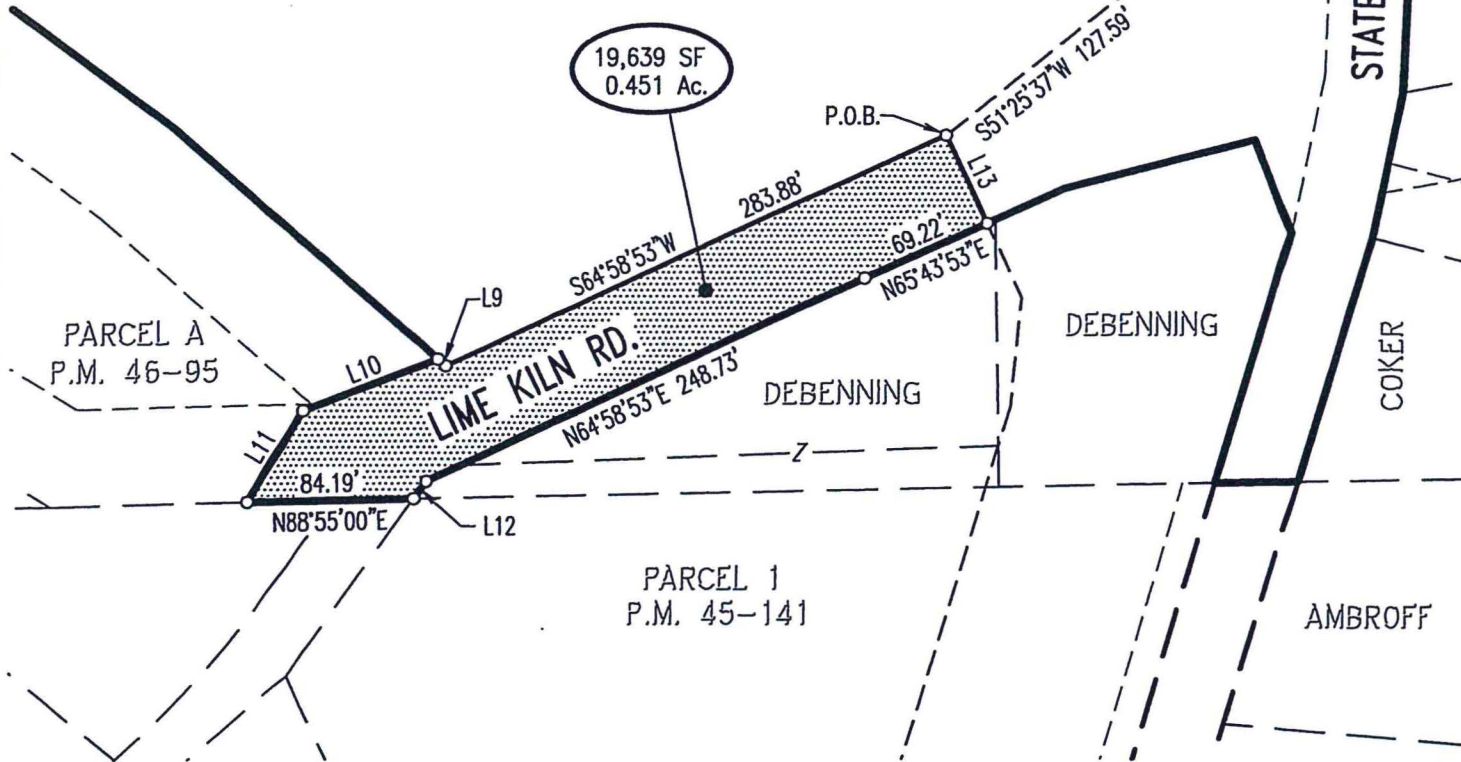 19,639 SF
0.451 Ac.
P.O.B.
S51°25'37"W 127.59'
STATE
L13
283.88'
S64°58'53"W
69.22'
N65°43'53"E
L9
PARCEL A
P.M. 46-95
L10
LIME KILN RD.
N64°58'53"E 248.73'
DEBENNING
DEBENNING
COKER
L11
Z
84.19'
N88°55'00"E
L12
PARCEL 1
P.M. 45-141
AMBROFF